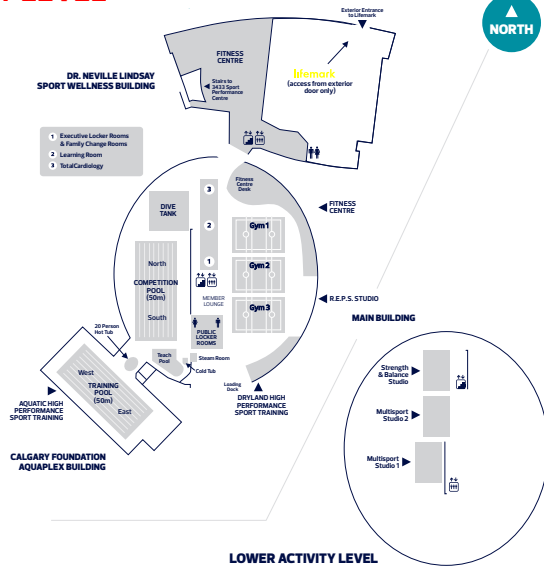 Exterior Entrance
to Lifemark
NORTH
FITNESS
CENTRE
lifemark
(access from exterior
door only)
DR. NEVILLE LINDSAY
SPORT WELLNESS BUILDING
Stairs to
3433 Sport
Performance
Centre
1 Executive Locker Rooms
& Family Change Rooms
2 Learning Room
3 TotalCardiology
Fitness
Centre
Desk
3
DIVE
TANK
FITNESS
CENTRE
2
Gym 1
North
1
Gym 2
COMPETITION
POOL
(50m)
MEMBER
LOUNGE
R.E.P.S. STUDIO
Gym 3
South
MAIN BUILDING
20 Person
Hot Tub
PUBLIC
LOCKER
ROOMS
Teach
Pool
Steam Room
Cold Tub
West
TRAINING
POOL
(50m)
East
Loading
Dock
DRYLAND HIGH
PERFORMANCE
SPORT TRAINING
AQUATIC HIGH
PERFORMANCE
SPORT TRAINING
CALGARY FOUNDATION
AQUAPLEX BUILDING
Strength
& Balance
Studio
Multisport
Studio 2
Multisport
Studio 1
LOWER ACTIVITY LEVEL